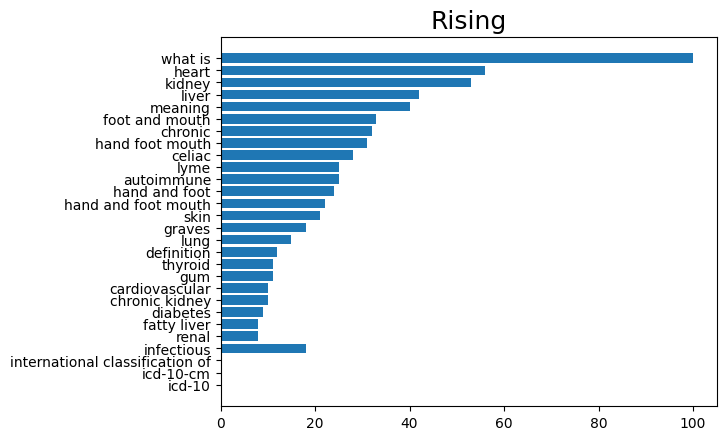 Rising
what is
heart
kidney
liver
meaning
foot and mouth
chronic
hand foot mouth
celiac
lyme
autoimmune
hand and foot
hand and foot mouth
skin
graves
lung
definition
thyroid
gum
cardiovascular
chronic kidney
diabetes
fatty liver
renal
infectious
international classification of
icd-10-cm
icd-10
0 20 40 60 80 100